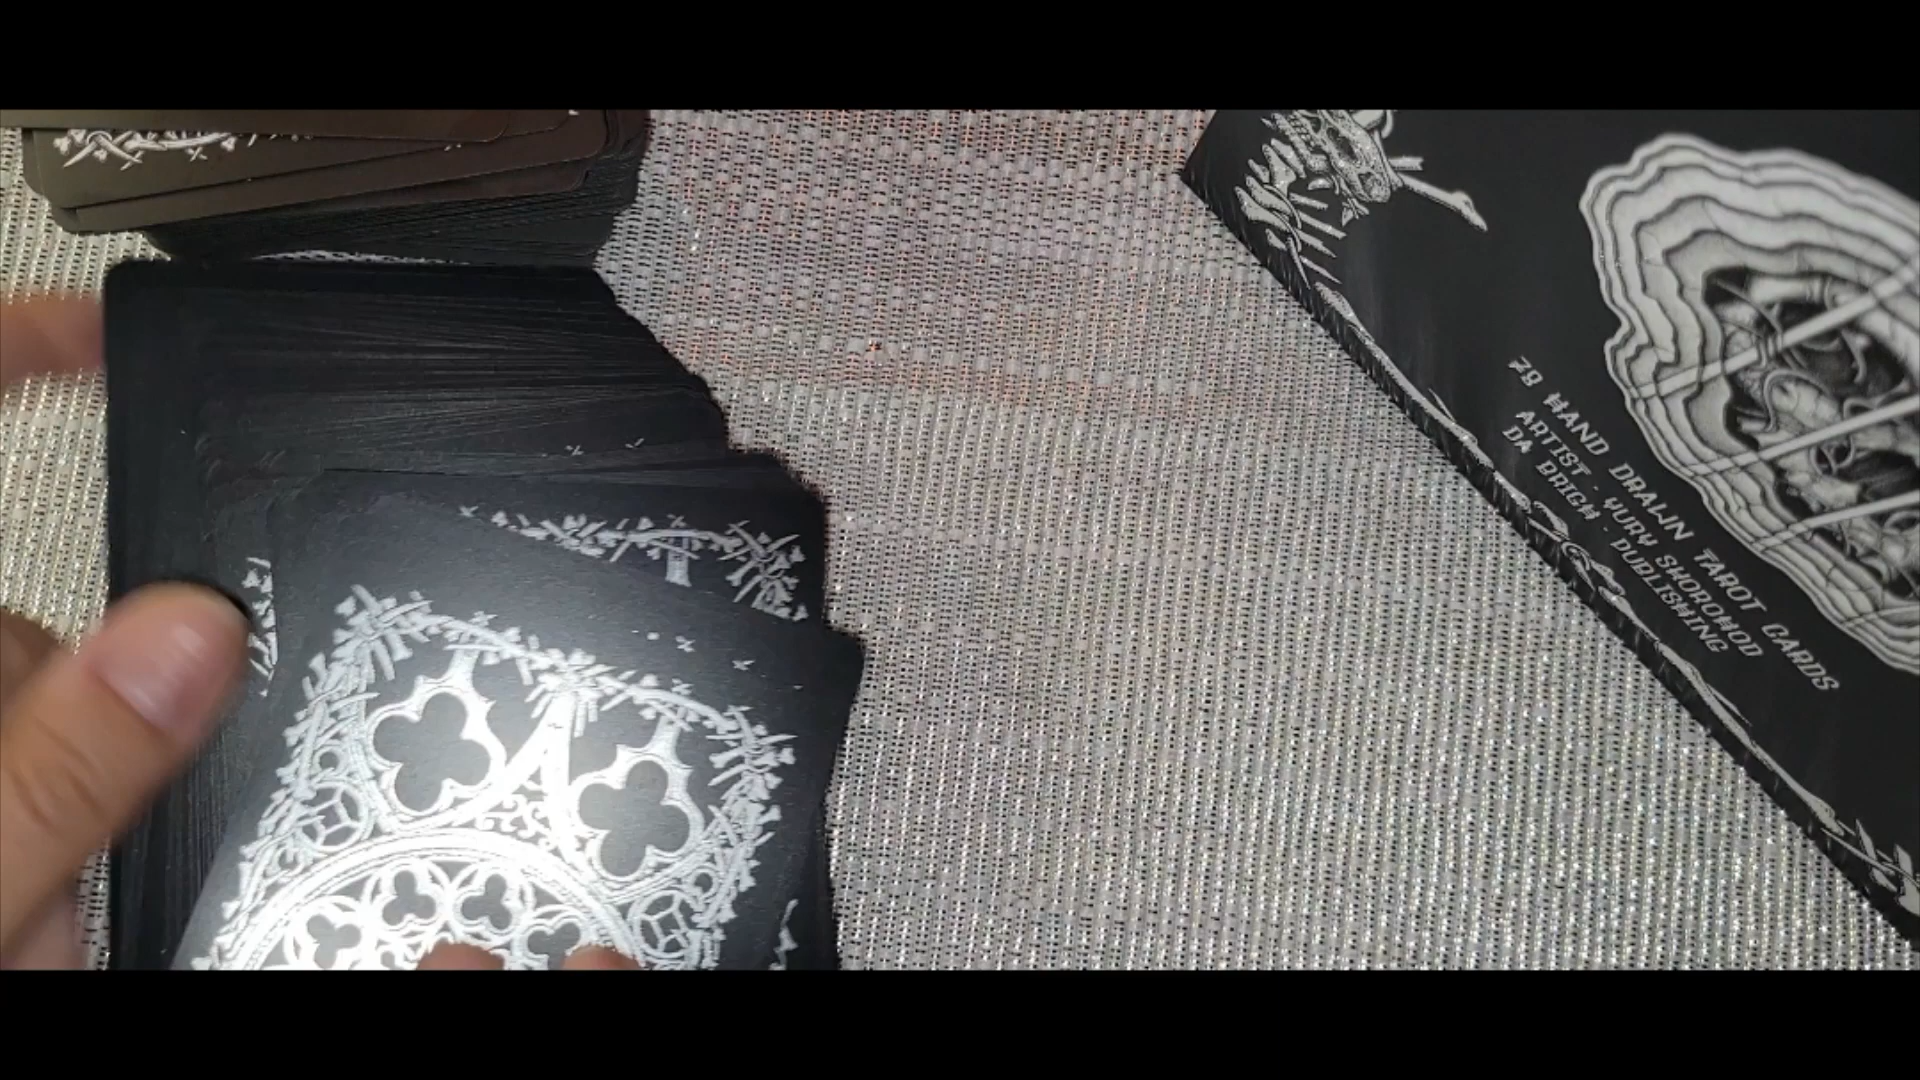 78 HAND DRAWN TAROT CARDS
ARTIST - YURY SHOROHOD
DA BRIGH - PUBLISHING